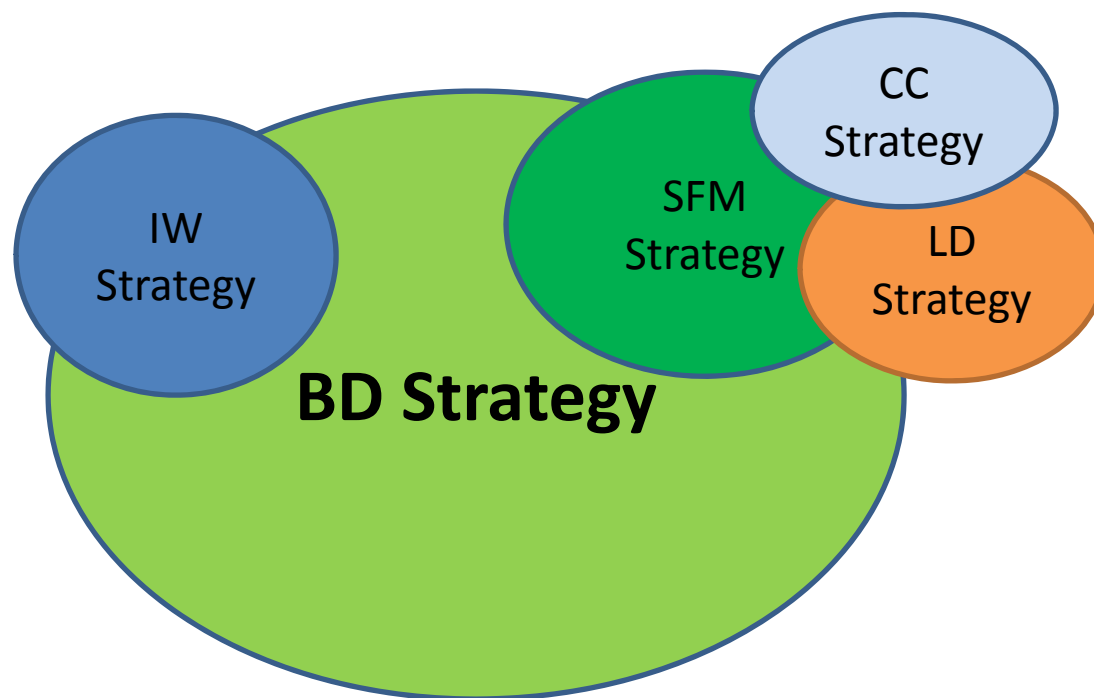 CC
Strategy
SFM
Strategy
IW
Strategy
LD
Strategy
BD Strategy